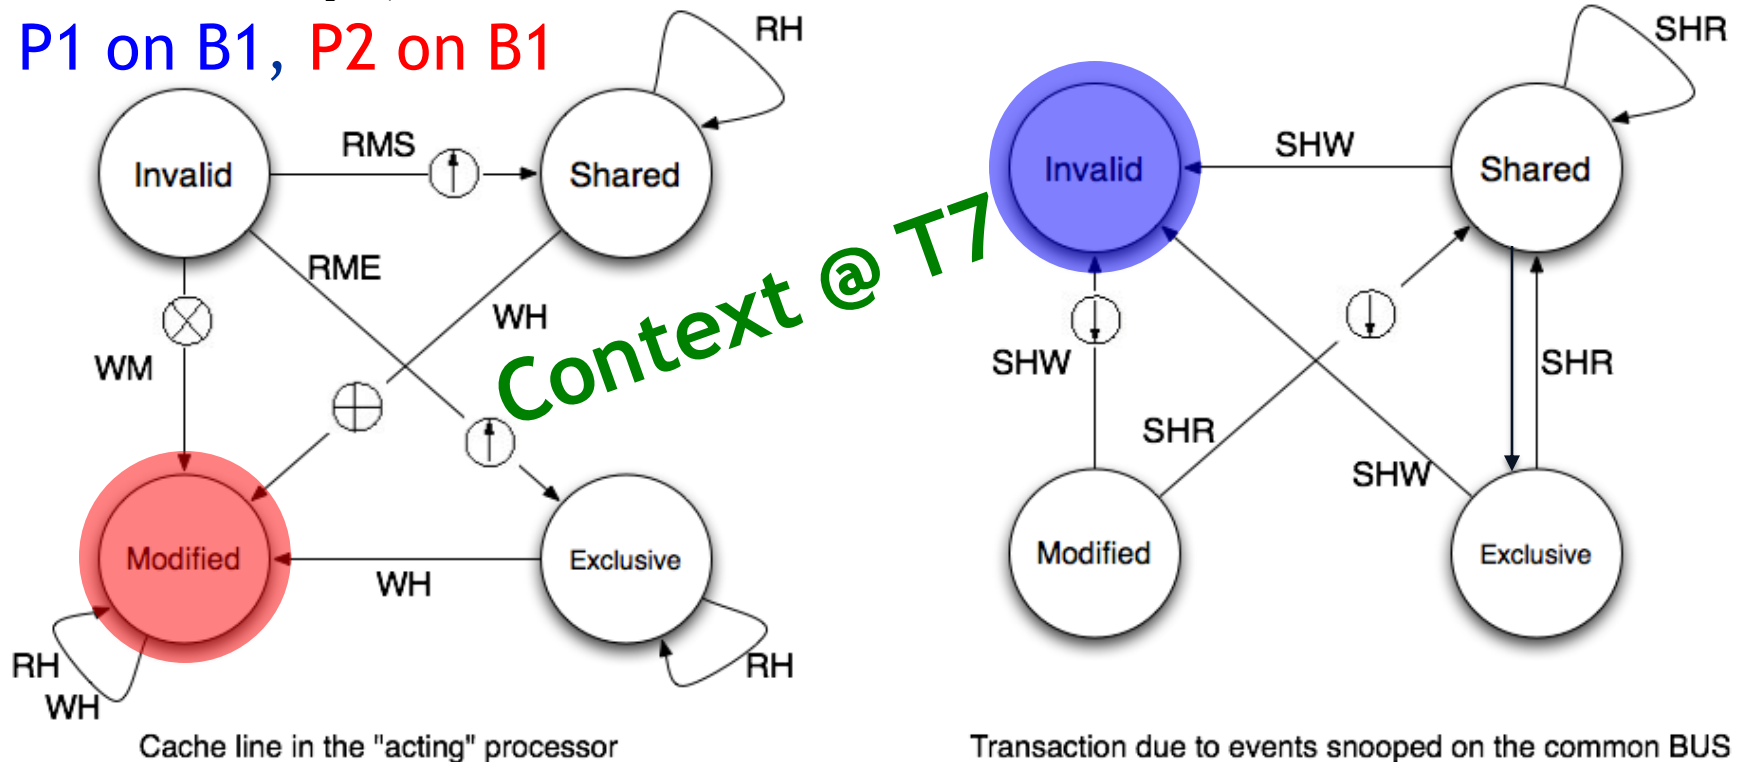 P1 on B1, P2 on B1
RH
RMS
Invalid
Shared
RME
WH
WM
Modified
WH
Exclusive
RH
WH
RH
Cache line in the "acting" processor
Context @ T7
SHR
SHW
Invalid
Shared
SHW
SHR
SHR
SHW
Modified
Exclusive
Transaction due to events snooped on the common BUS